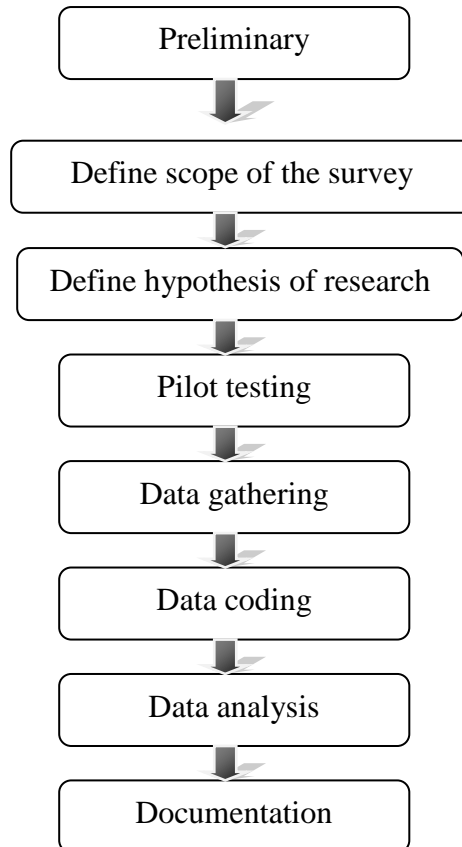 Preliminary
Define scope of the survey
Define hypothesis of research
Pilot testing
Data gathering
Data coding
Data analysis
Documentation